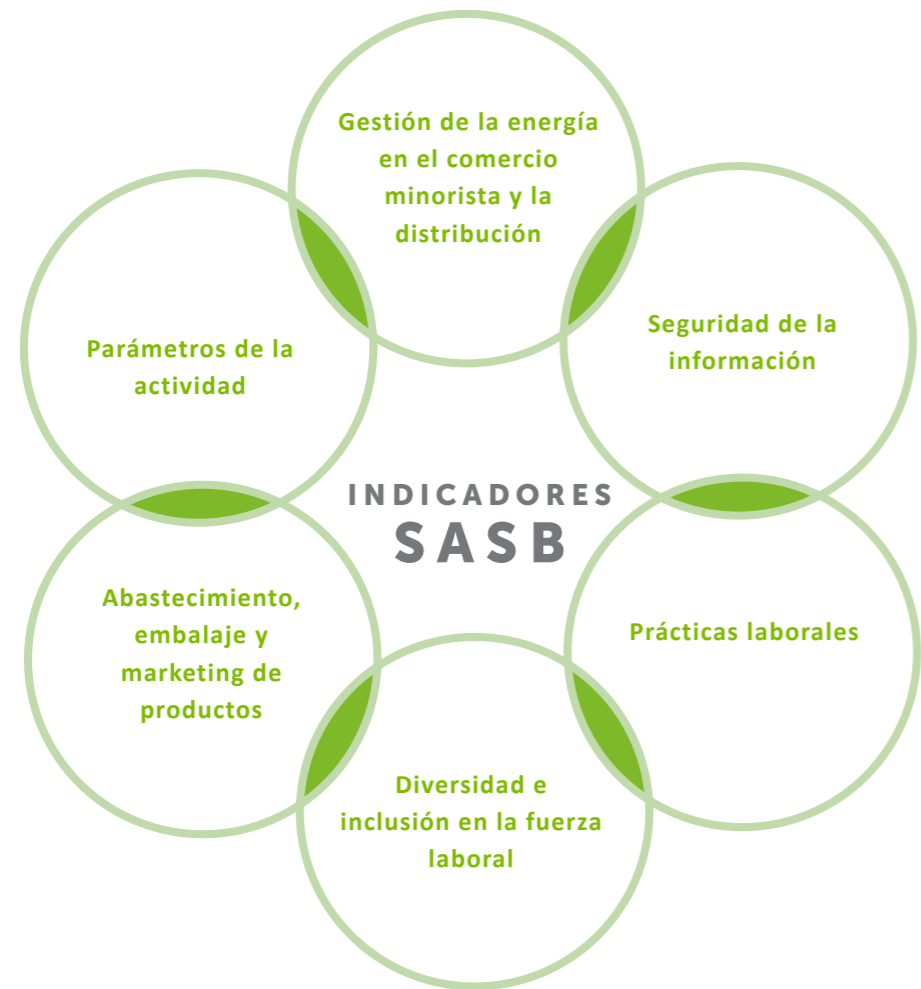 Gestión de la energía
en el comercio
minorista y la
distribución
Seguridad de la
información
Parámetros de la
actividad
INDICADORES
SASB
Abastecimiento,
embalaje y
marketing de
productos
Prácticas laborales
Diversidad e
inclusión en la fuerza
laboral